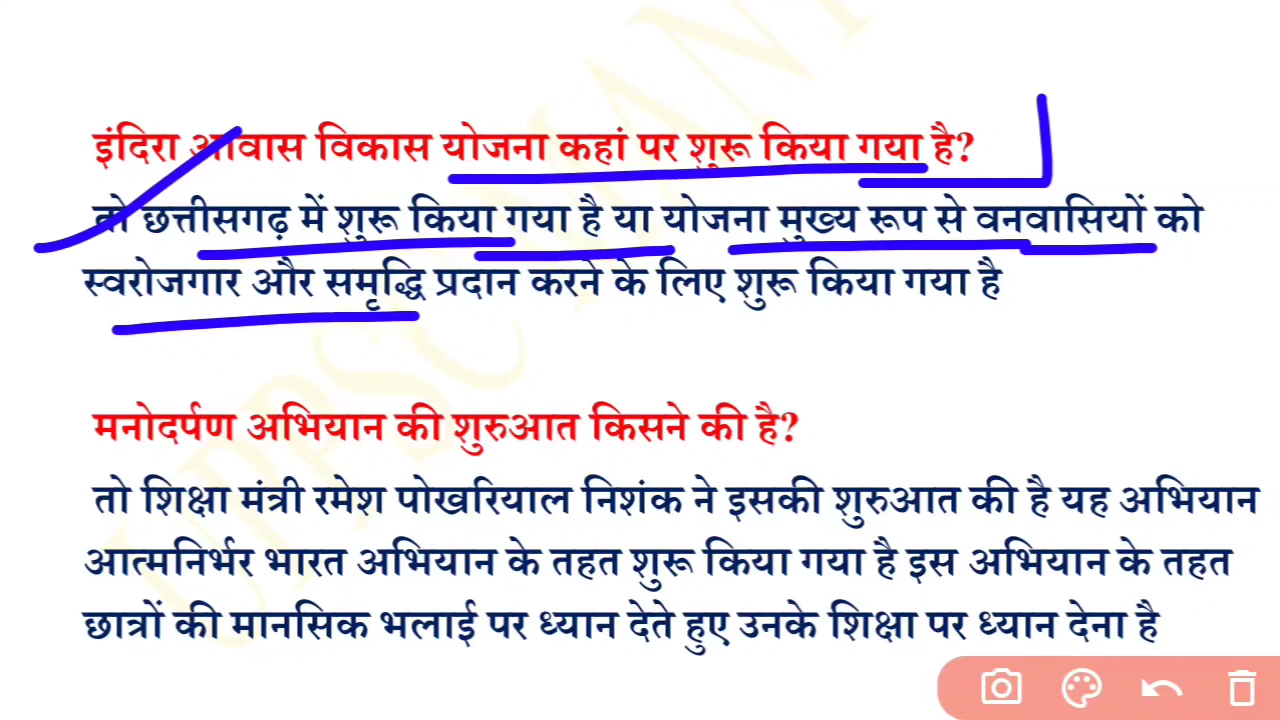 इंदिरा आवास विकास योजना कहां पर शुरू किया गया है?
तो छत्तीसगढ़ में शुरू किया गया है या योजना मुख्य रूप से वनवासियों को
स्वरोजगार और समृद्धि प्रदान करने के लिए शुरू किया गया है
मनोदर्पण अभियान की शुरुआत किसने की है?
तो शिक्षा मंत्री रमेश पोखरियाल निशंक ने इसकी शुरुआत की है यह अभियान
आत्मनिर्भर भारत अभियान के तहत शुरू किया गया है इस अभियान के तहत
छात्रों की मानसिक भलाई पर ध्यान देते हुए उनके शिक्षा पर ध्यान देना है